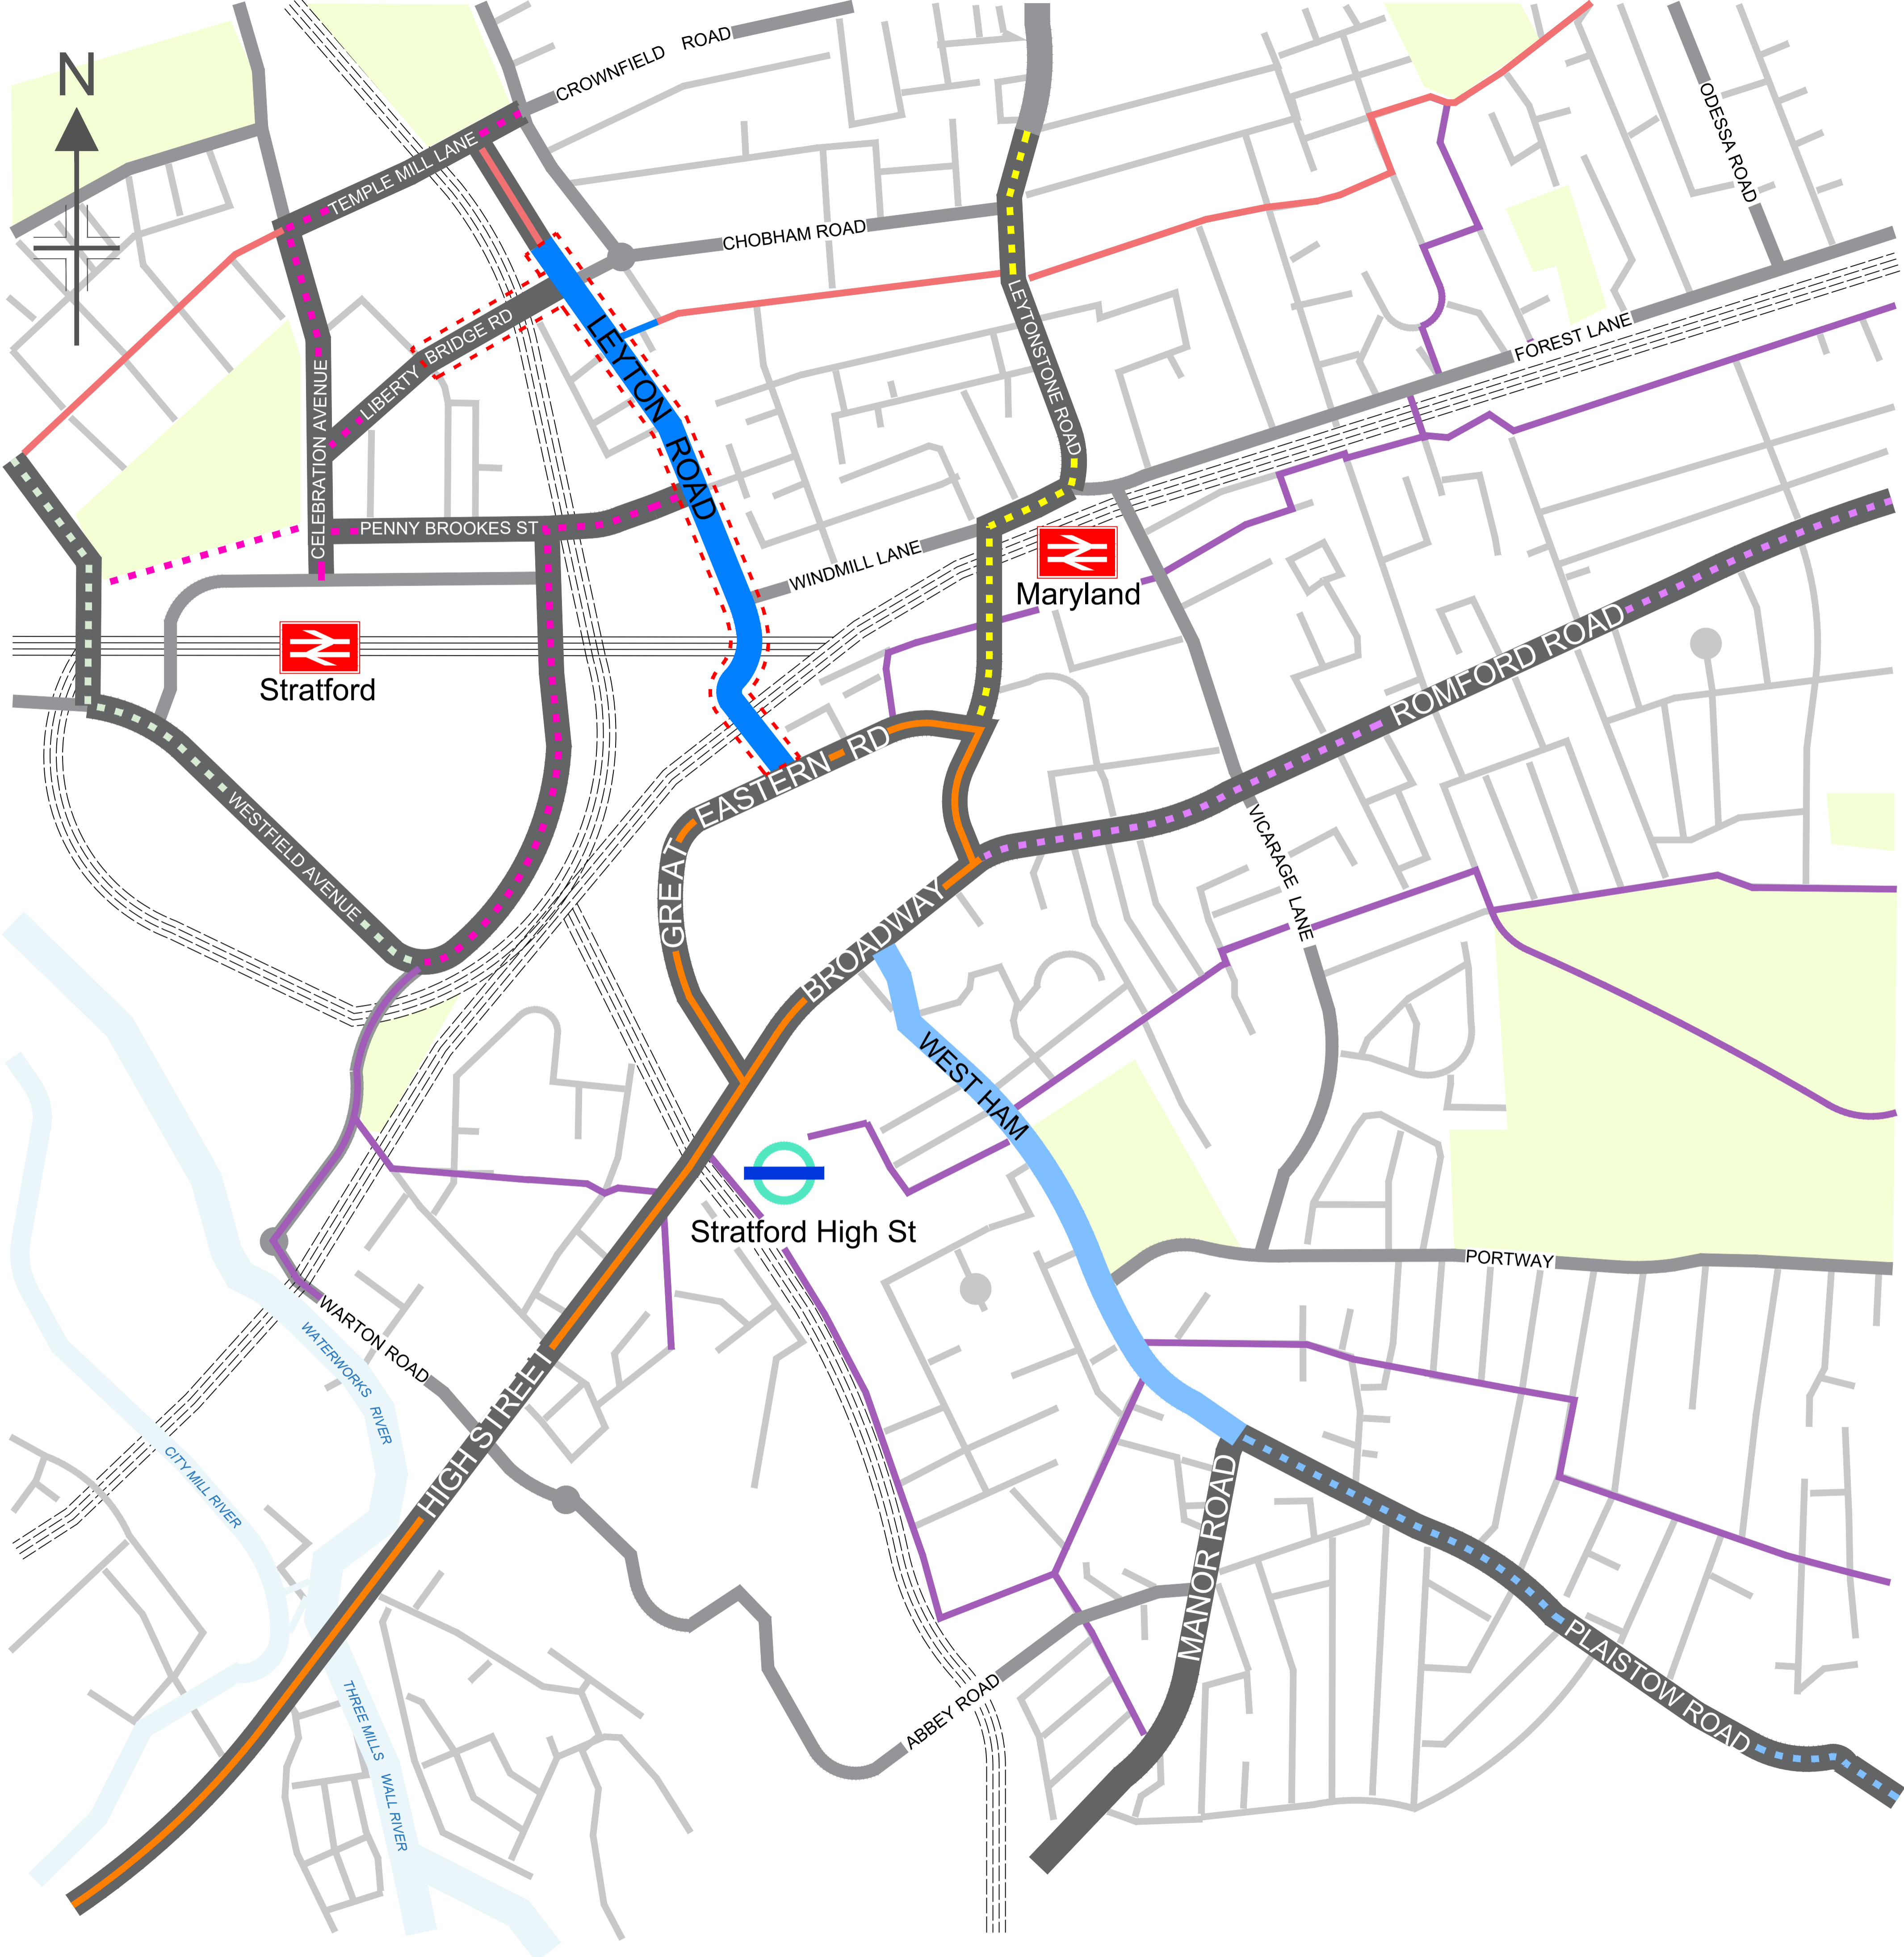 N
CROWNFIELD ROAD
ODESSA ROAD
TEMPLE MILL LANE
CHOBHAM ROAD
LIBERTY BRIDGE RD
LEYTON ROAD
LEYTONSTONE ROAD
FOREST LANE
CELEBRATION AVENUE
PENNY BROOKES ST
WINDMILL LANE
Maryland
Stratford
ROMFORD ROAD
GREAT EASTERN RD
WESTFIELD AVENUE
VICARAGE LANE
BROADWAY
WEST HAM
Stratford High St
PORTWAY
WARTON ROAD
WATERWORKS RIVER
HIGH STREET
CITY MILL RIVER
MANOR ROAD
PLAISTOW ROAD
ABBEY ROAD
THREE MILLS WALL RIVER